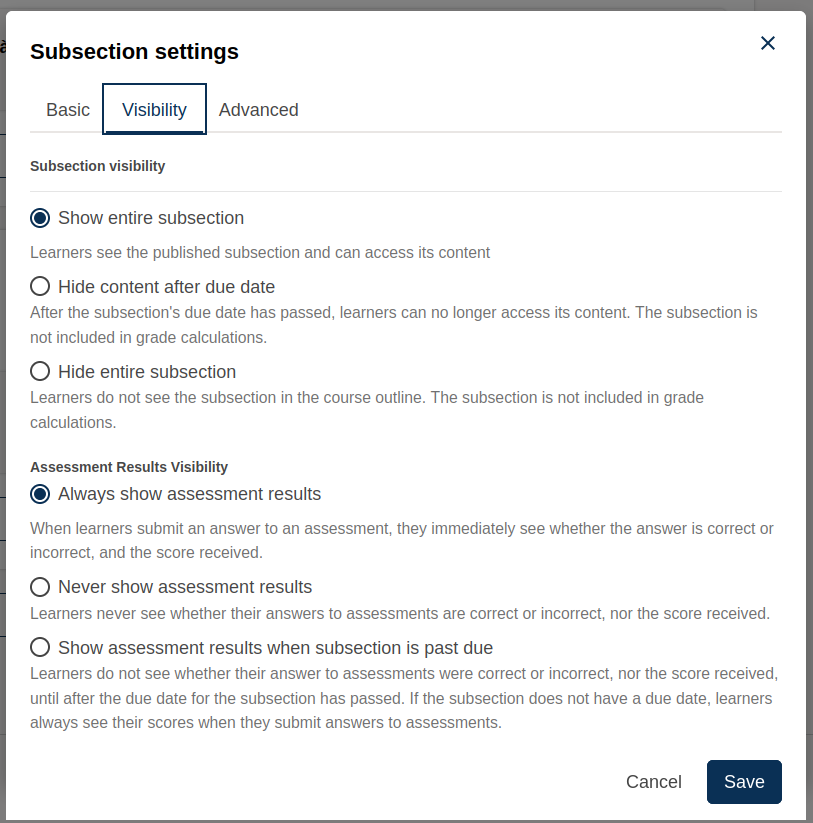 Subsection settings
Basic Visibility Advanced
Subsection visibility
Show entire subsection
Learners see the published subsection and can access its content
Hide content after due date
After the subsection's due date has passed, learners can no longer access its content. The subsection is
not included in grade calculations.
Hide entire subsection
Learners do not see the subsection in the course outline. The subsection is not included in grade
calculations.
Assessment Results Visibility
Always show assessment results
When learners submit an answer to an assessment, they immediately see whether the answer is correct or
incorrect, and the score received.
Never show assessment results
Learners never see whether their answers to assessments are correct or incorrect, nor the score received.
Show assessment results when subsection is past due
Learners do not see whether their answer to assessments were correct or incorrect, nor the score received,
until after the due date for the subsection has passed. If the subsection does not have a due date, learners
always see their scores when they submit answers to assessments.
Cancel Save